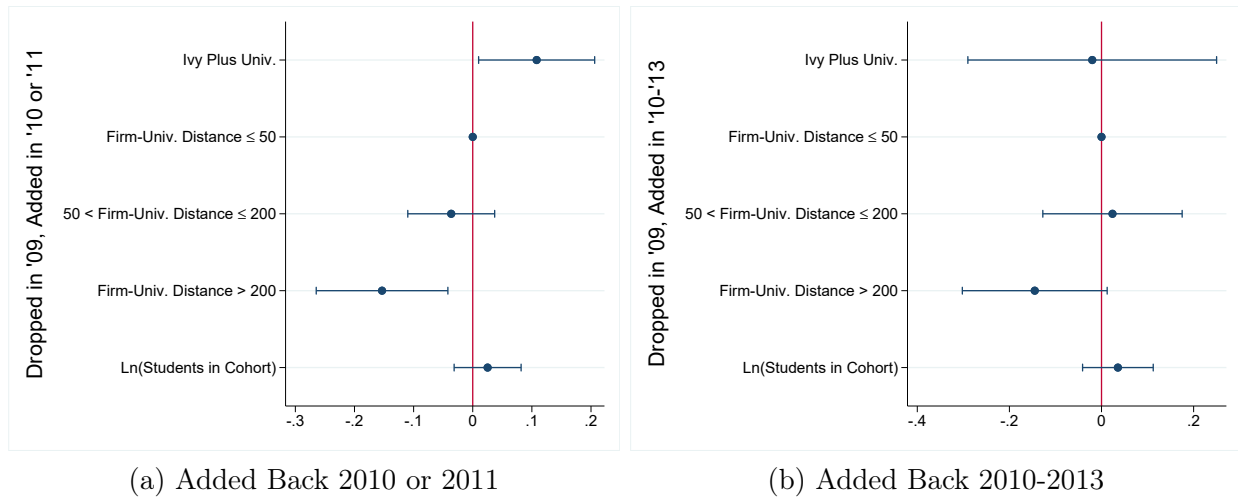 Dropped in '09, Added in '10 or '11
Ivy Plus Univ.
Firm-Univ. Distance ≤ 50
50 < Firm-Univ. Distance ≤ 200
Firm-Univ. Distance > 200
Ln(Students in Cohort)
-.3 -.2 -.1 0 .1 .2
(a) Added Back 2010 or 2011
Dropped in '09, Added in '10-'13
Ivy Plus Univ.
Firm-Univ. Distance ≤ 50
50 < Firm-Univ. Distance ≤ 200
Firm-Univ. Distance > 200
Ln(Students in Cohort)
-.4 -.2 0 .2
(b) Added Back 2010-2013